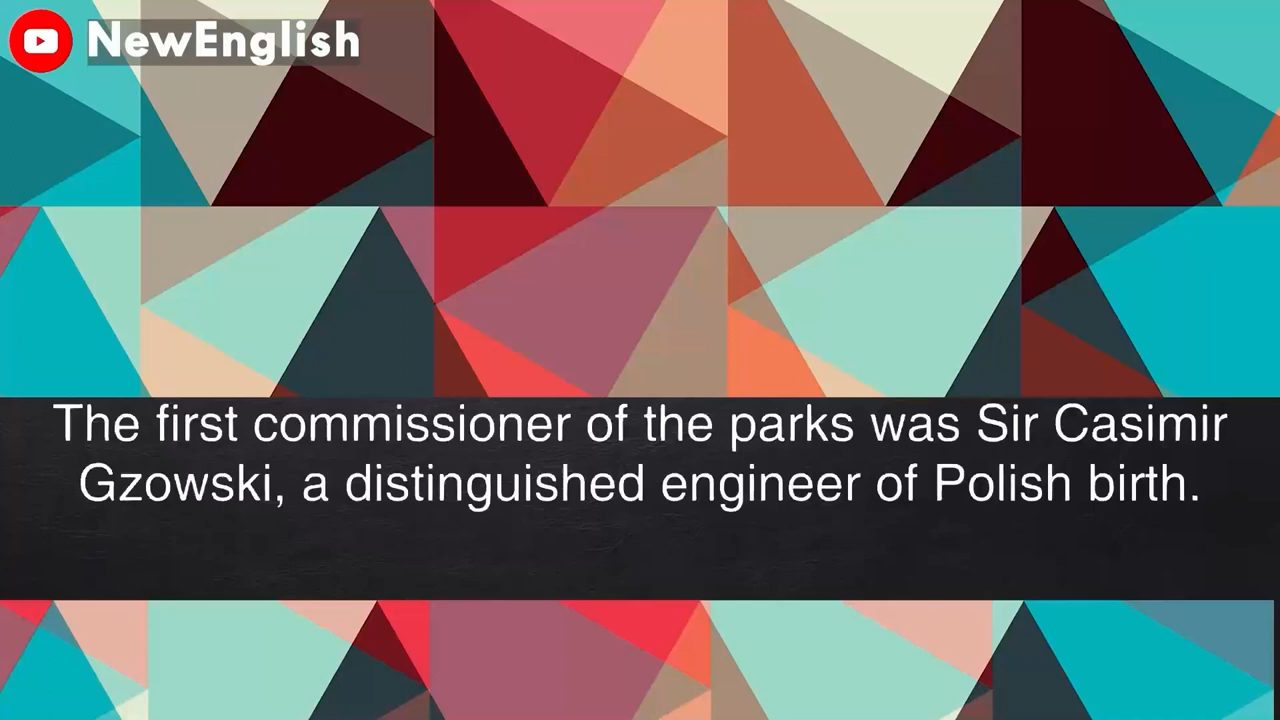 NewEnglish
The first commissioner of the parks was Sir Casimir
Gzowski, a distinguished engineer of Polish birth.